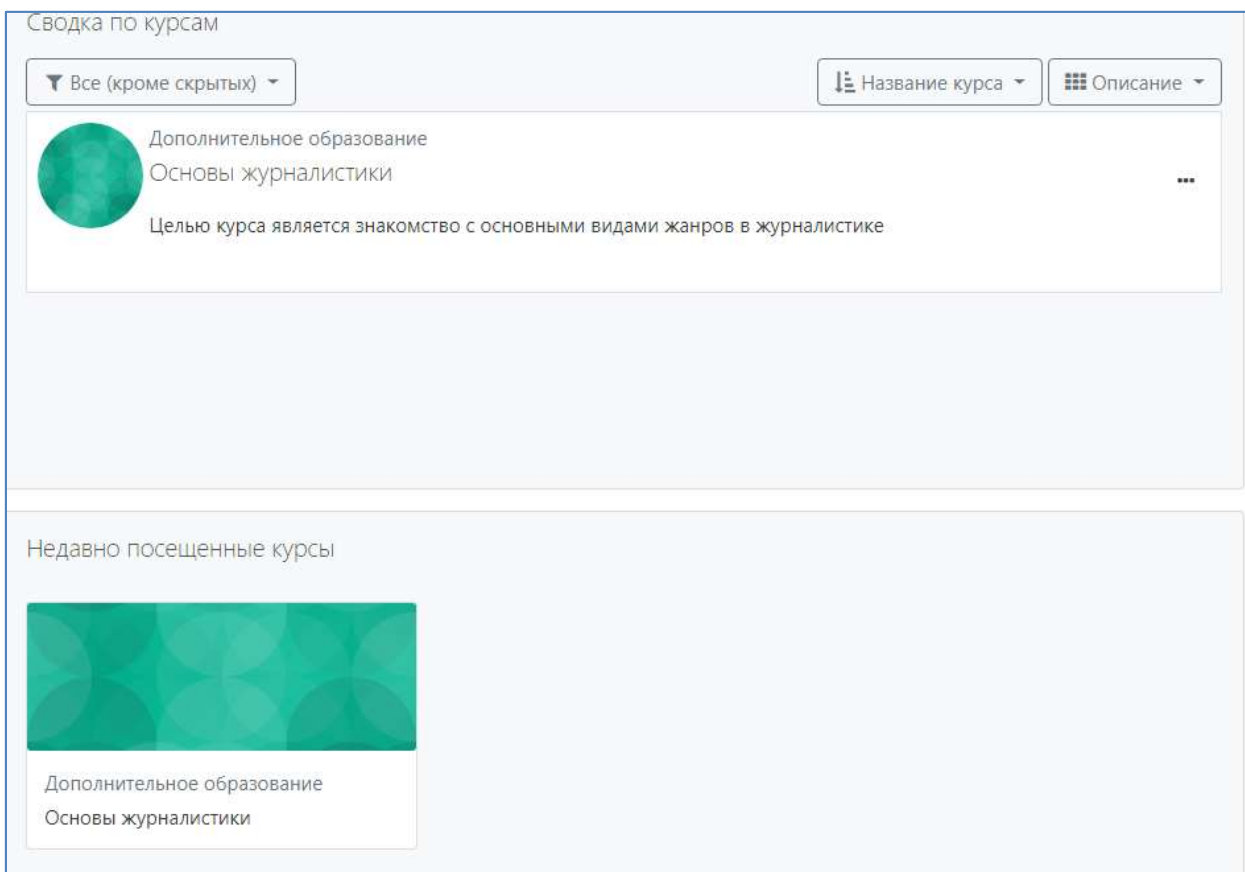 Сводка по курсам
Все (кроме скрытых)
Название курса
Описание
Дополнительное образование
Основы журналистики
Целью курса является знакомство с основными видами жанров в журналистике
Недавно посещенные курсы
Дополнительное образование
Основы журналистики